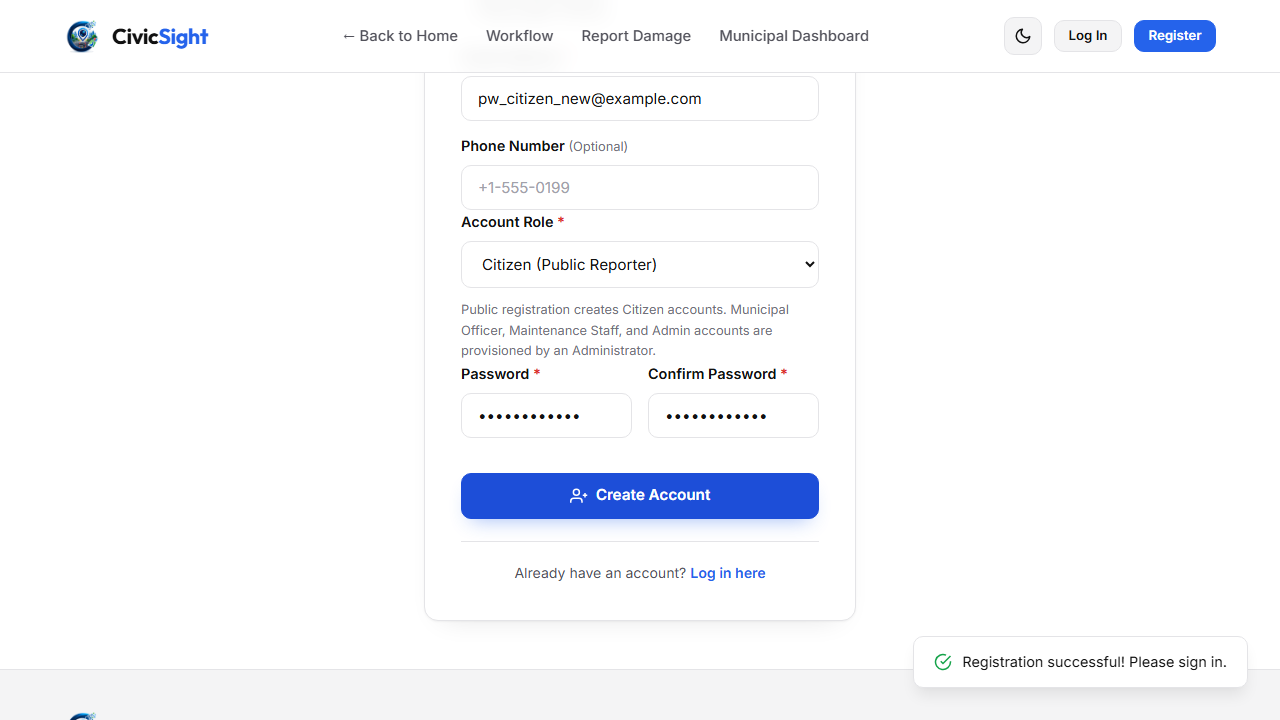 CivicSight
← Back to Home
Workflow
Report Damage
Municipal Dashboard
Log In
Register
pw_citizen_new@example.com
Phone Number (Optional)
+1-555-0199
Account Role *
Citizen (Public Reporter)
Public registration creates Citizen accounts. Municipal
Officer, Maintenance Staff, and Admin accounts are
provisioned by an Administrator.
Password *
Confirm Password *
••••••••••••
••••••••••••
Create Account
Already have an account? Log in here
Registration successful! Please sign in.